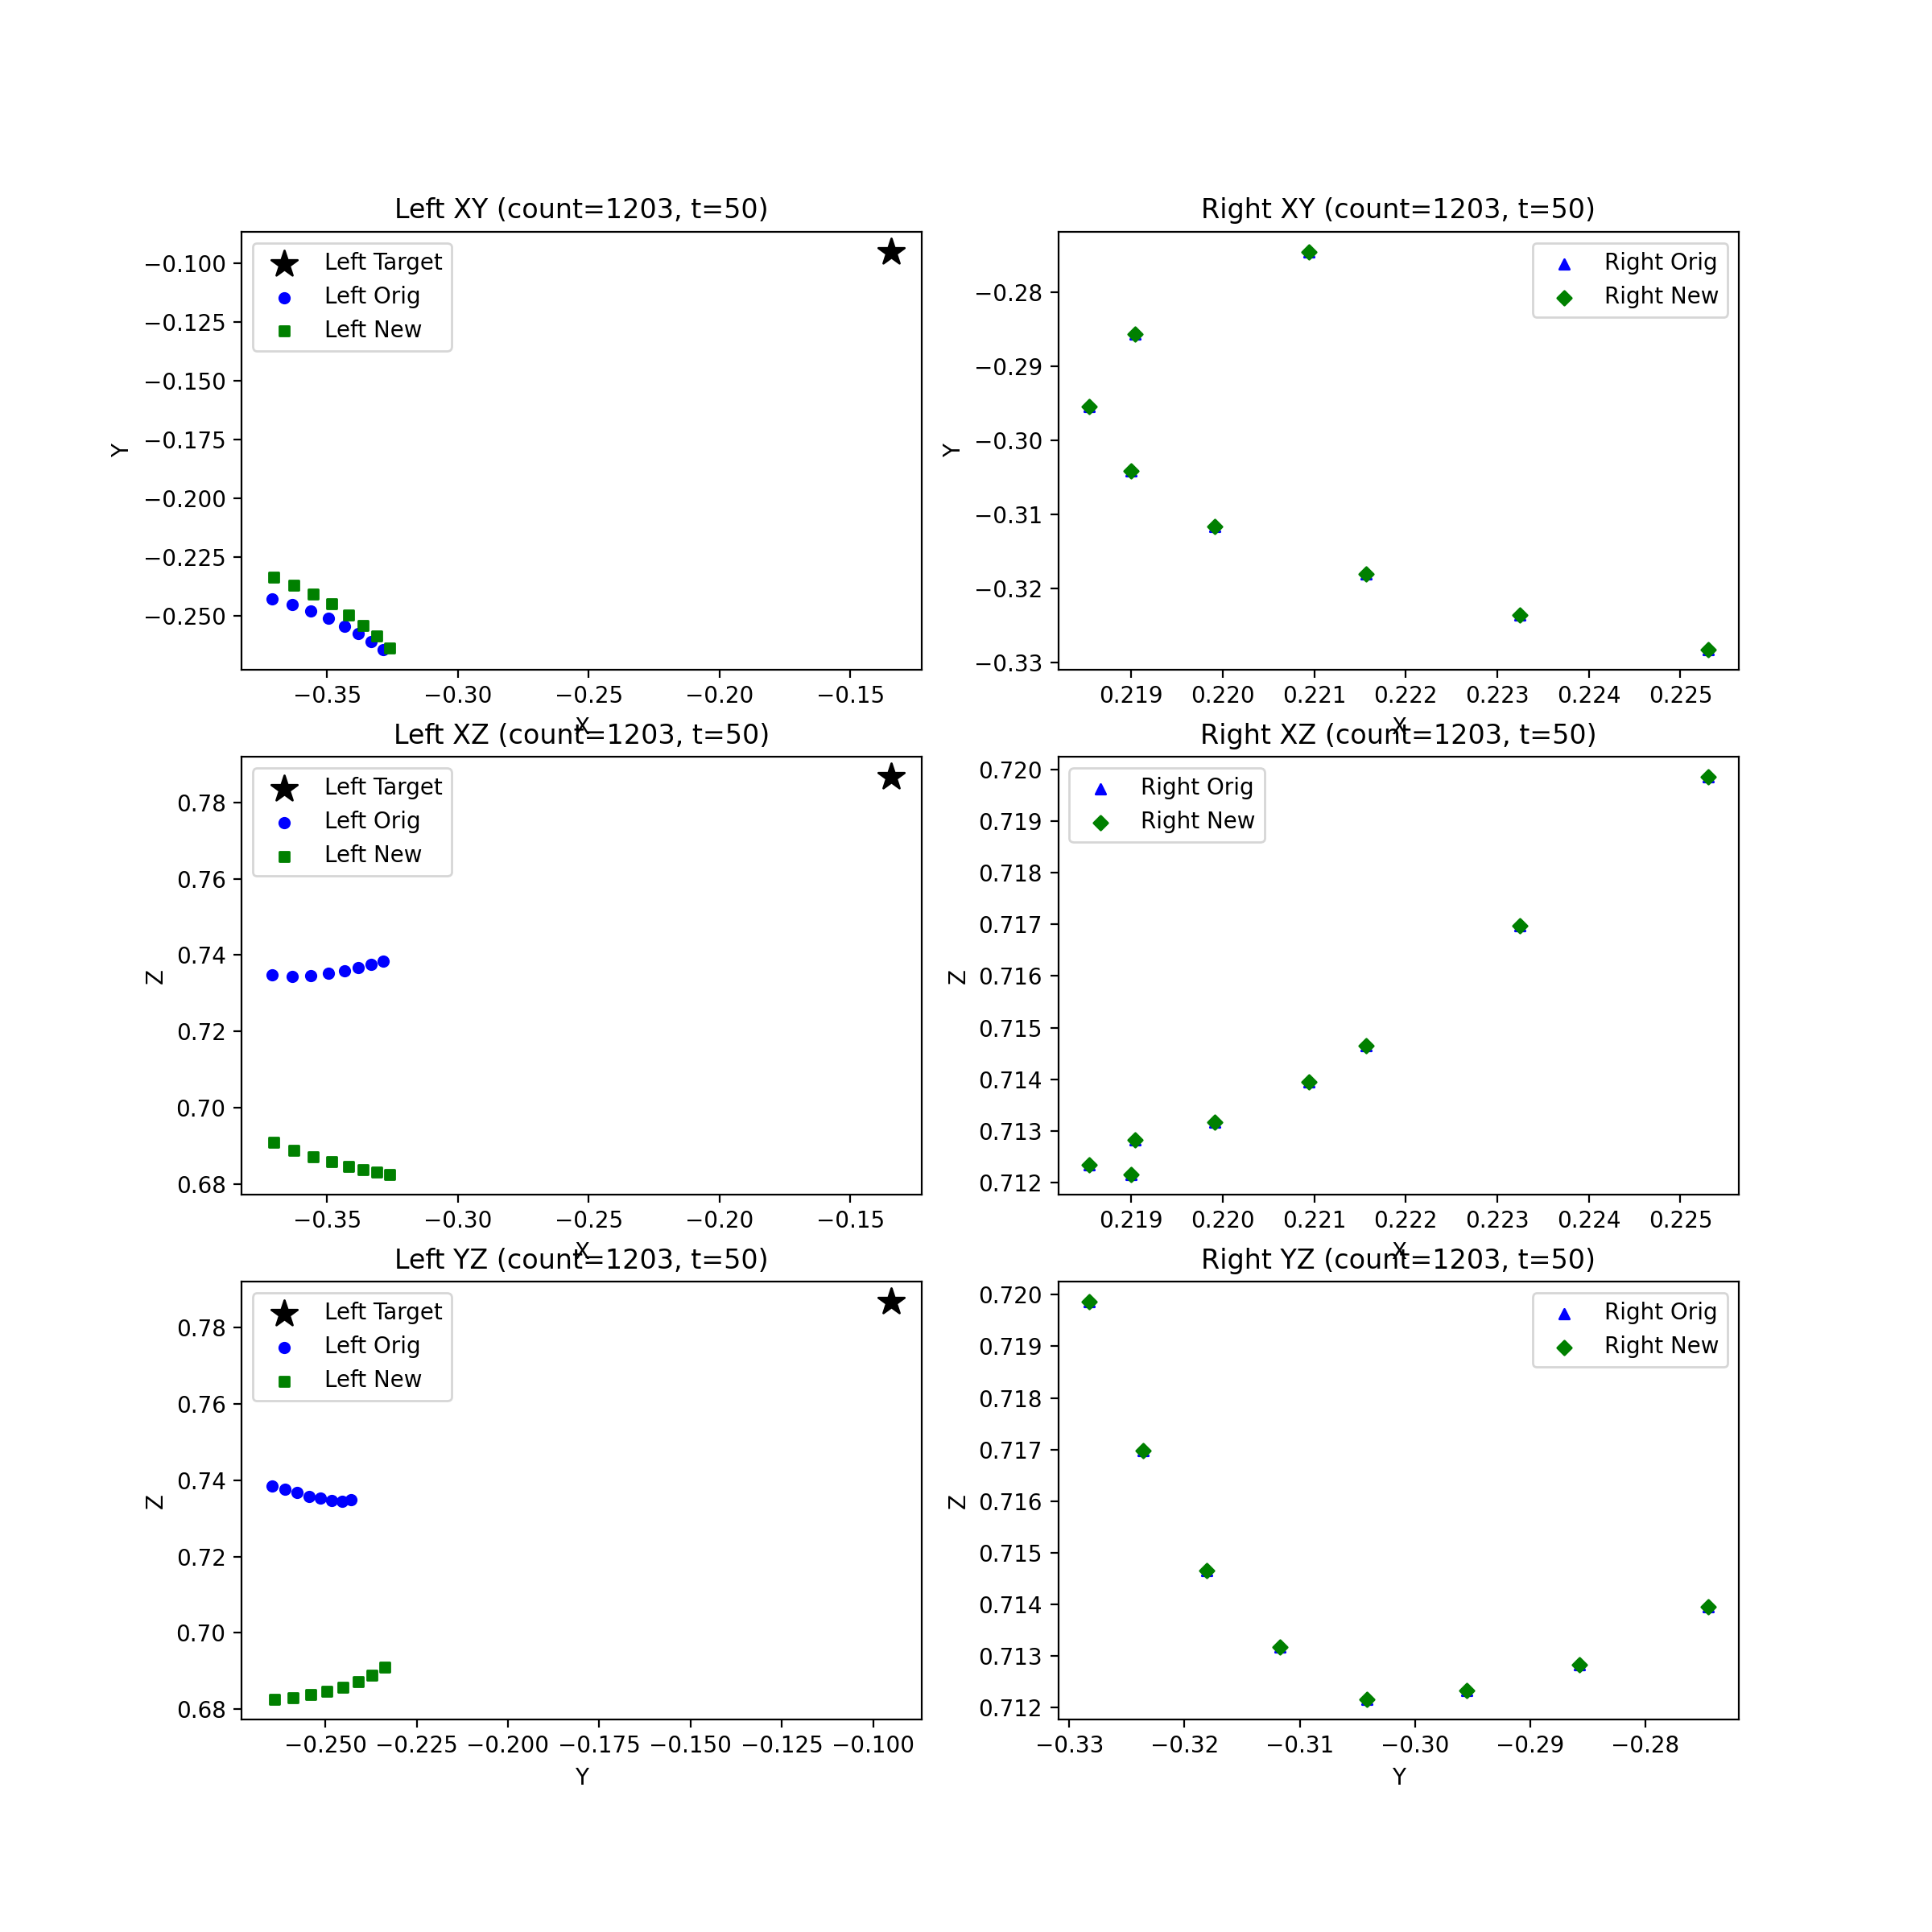 Left XY (count=1203, t=50)
Left Target
Left Orig
Left New
−0.100
−0.125
−0.150
−0.175
−0.200
−0.225
−0.250
Y
−0.35 −0.30 −0.25 −0.20 −0.15
X
Right XY (count=1203, t=50)
Right Orig
Right New
−0.28
−0.29
−0.30
−0.31
−0.32
−0.33
Y
0.219 0.220 0.221 0.222 0.223 0.224 0.225
X
Left XZ (count=1203, t=50)
Left Target
Left Orig
Left New
0.78
0.76
0.74
0.72
0.70
0.68
Z
−0.35 −0.30 −0.25 −0.20 −0.15
X
Right XZ (count=1203, t=50)
Right Orig
Right New
0.720
0.719
0.718
0.717
0.716
0.715
0.714
0.713
0.712
Z
0.219 0.220 0.221 0.222 0.223 0.224 0.225
X
Left YZ (count=1203, t=50)
Left Target
Left Orig
Left New
0.78
0.76
0.74
0.72
0.70
0.68
Z
−0.250 −0.225 −0.200 −0.175 −0.150 −0.125 −0.100
Y
Right YZ (count=1203, t=50)
Right Orig
Right New
0.720
0.719
0.718
0.717
0.716
0.715
0.714
0.713
0.712
Z
−0.33 −0.32 −0.31 −0.30 −0.29 −0.28
Y